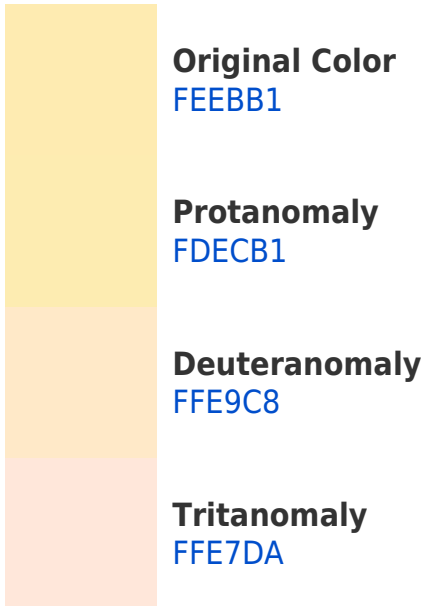 Original Color
FEEBB1
Protanomaly
FDECB1
Deuteranomaly
FFE9C8
Tritanomaly
FFE7DA